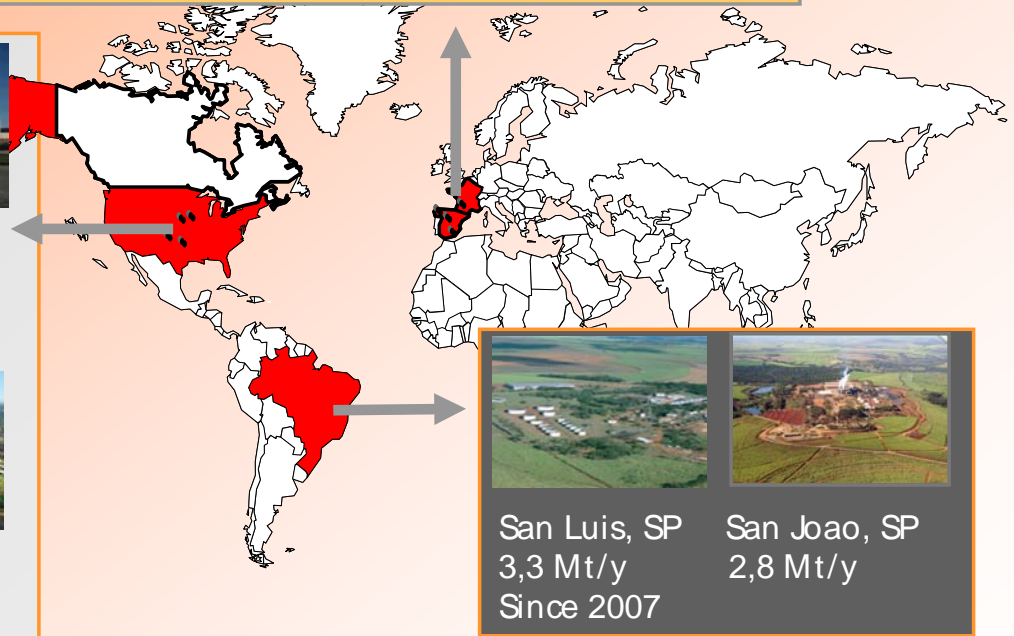 San Luis, SP
3,3 Mt/y
Since 2007
San Joao, SP
2,8 Mt/y